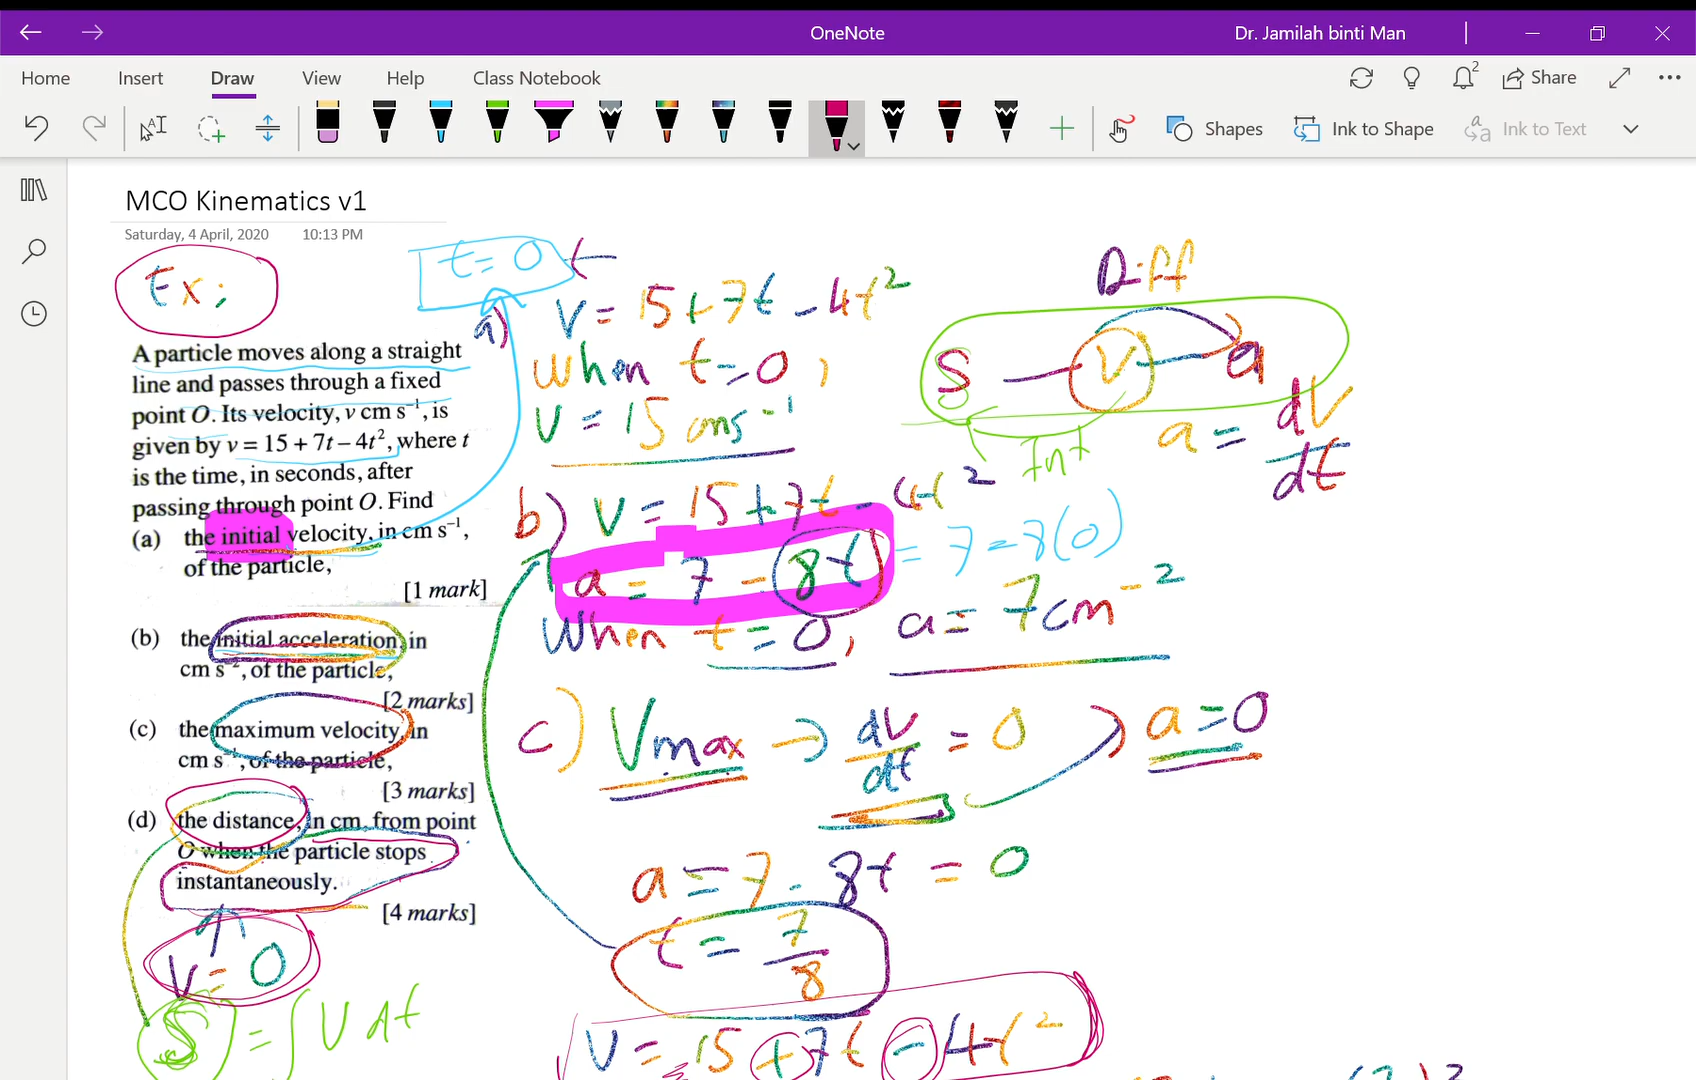 OneNote
Dr. Jamilah binti Man
Home Insert Draw View Help Class Notebook
2
Share
Shapes
Ink to Shape
Ink to Text
MCO Kinematics v1
Saturday, 4 April, 2020 10:13 PM
Ex;
A particle moves along a straight
line and passes through a fixed
point O. Its velocity, v cm s⁻¹, is
given by v = 15 + 7t – 4t², where t
is the time, in seconds, after
passing through point O. Find
(a) the initial velocity, in cm s⁻¹,
of the particle,
[1 mark]
(b) the initial acceleration, in
cm s⁻², of the particle,
[2 marks]
(c) the maximum velocity, in
cm s⁻¹, of the particle,
[3 marks]
(d) the distance, in cm, from point
O when the particle stops
instantaneously.
[4 marks]
v = 0
S = ∫ v dt
t = 0
a) v = 15 + 7t - 4t²
when t = 0,
v = 15 cms⁻¹
Diff
S v a
Int
a = dv/dt
b) v = 15 + 7t - 4t²
a = 7 - 8t = 7 - 8(0)
When t = 0, a = 7cm⁻²
c) Vmax → dv/dt = 0 → a = 0
a = 7 - 8t = 0
t = 7/8
v = 15 + 7t - 4t²